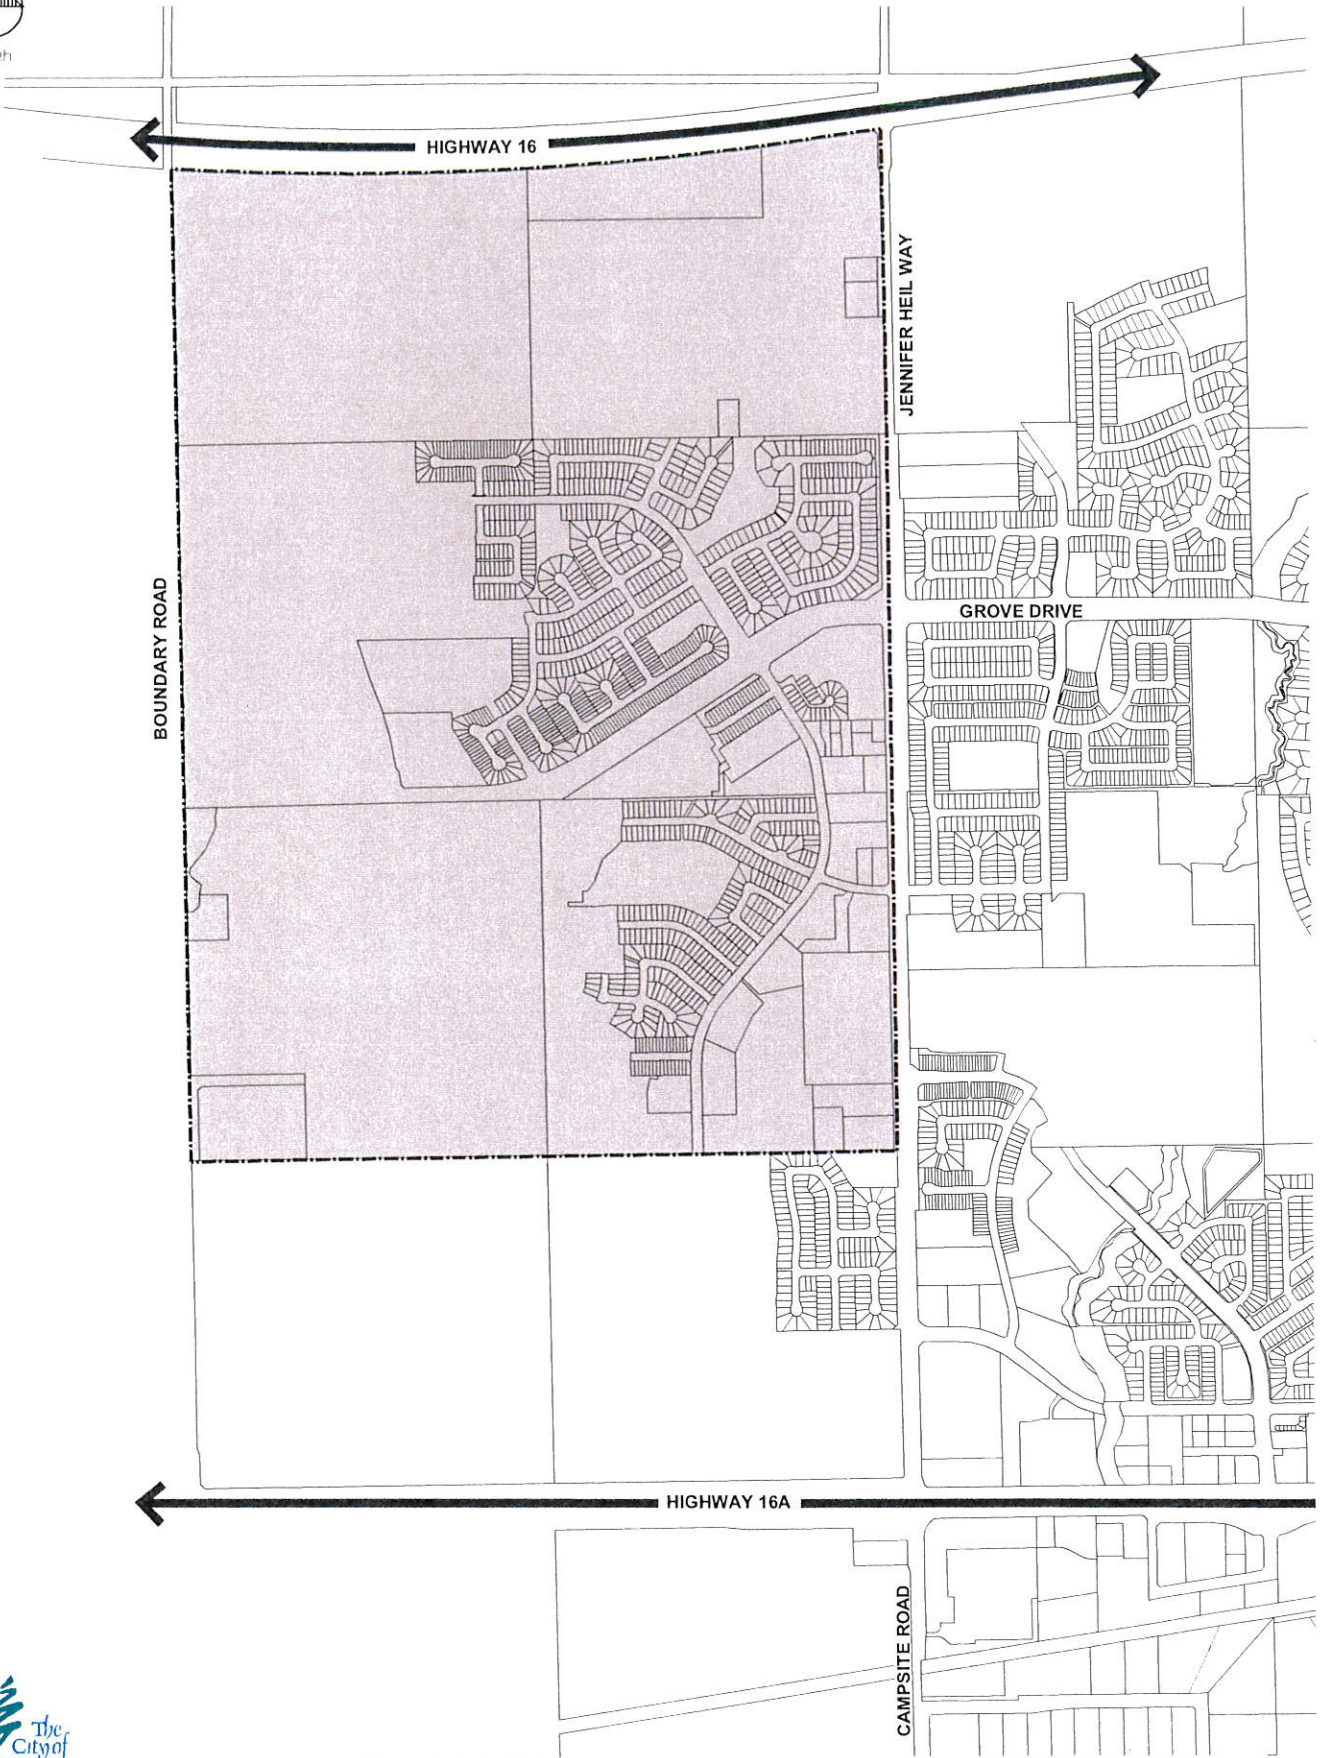 HIGHWAY 16
JENNIFER HEIL WAY
BOUNDARY ROAD
GROVE DRIVE
HIGHWAY 16A
CAMPSITE ROAD
The
City of